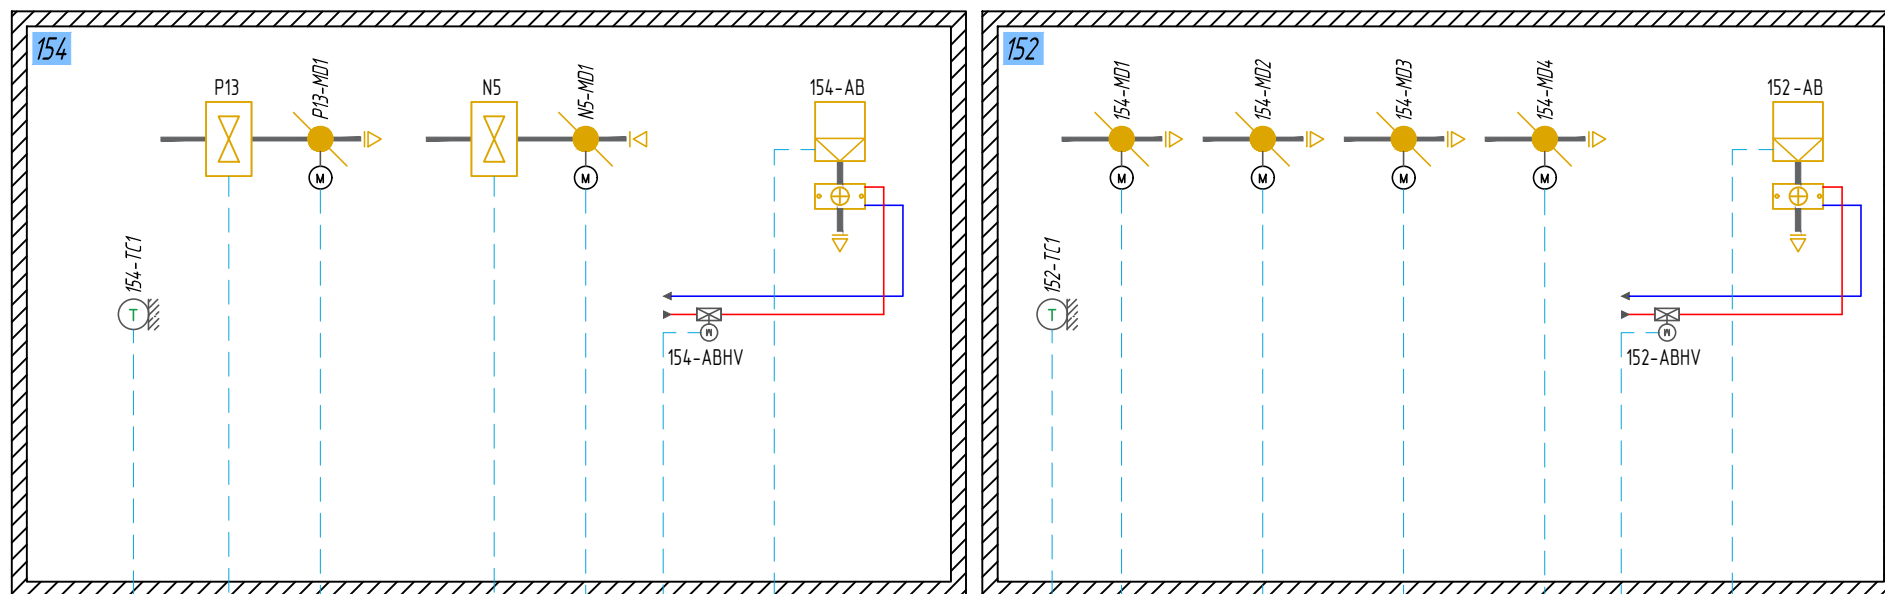 154
P13
P13-MD1
N5
N5-MD1
154-AB
154-TC1
T
M
M
M
154-ABHV
152
154-MD1
154-MD2
154-MD3
154-MD4
152-AB
152-TC1
T
M
M
M
M
M
152-ABHV